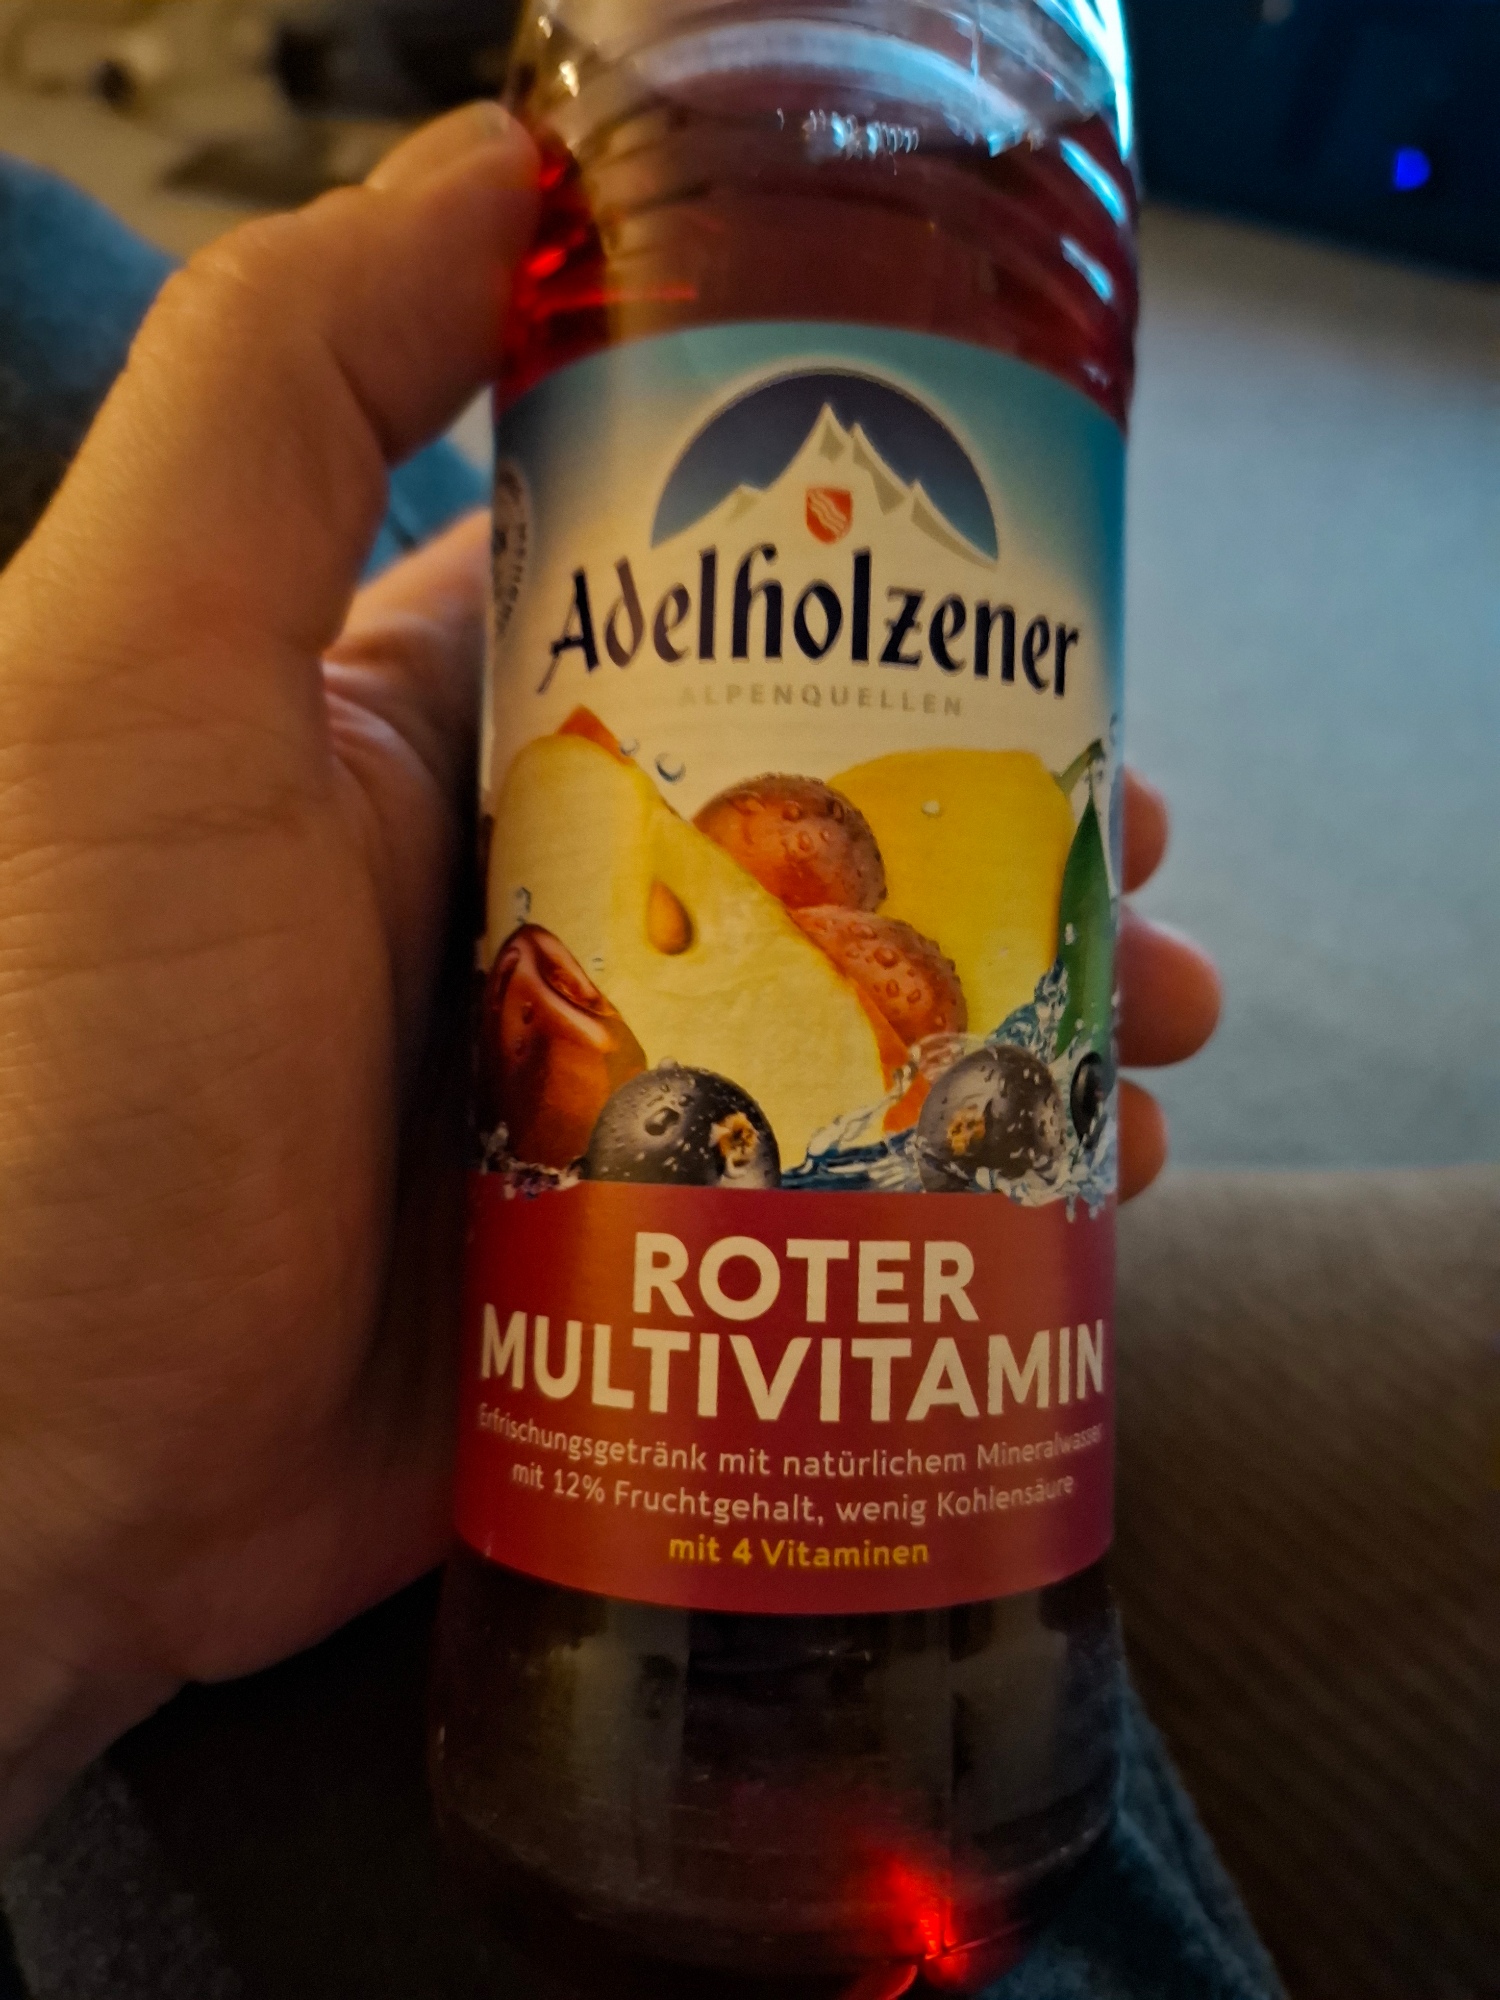 Adelholzener
ALPENQUELLEN
ROTER
MULTIVITAMIN
Erfrischungsgetränk mit natürlichem Mineralwasser
mit 12% Fruchtgehalt, wenig Kohlensäure
mit 4 Vitaminen